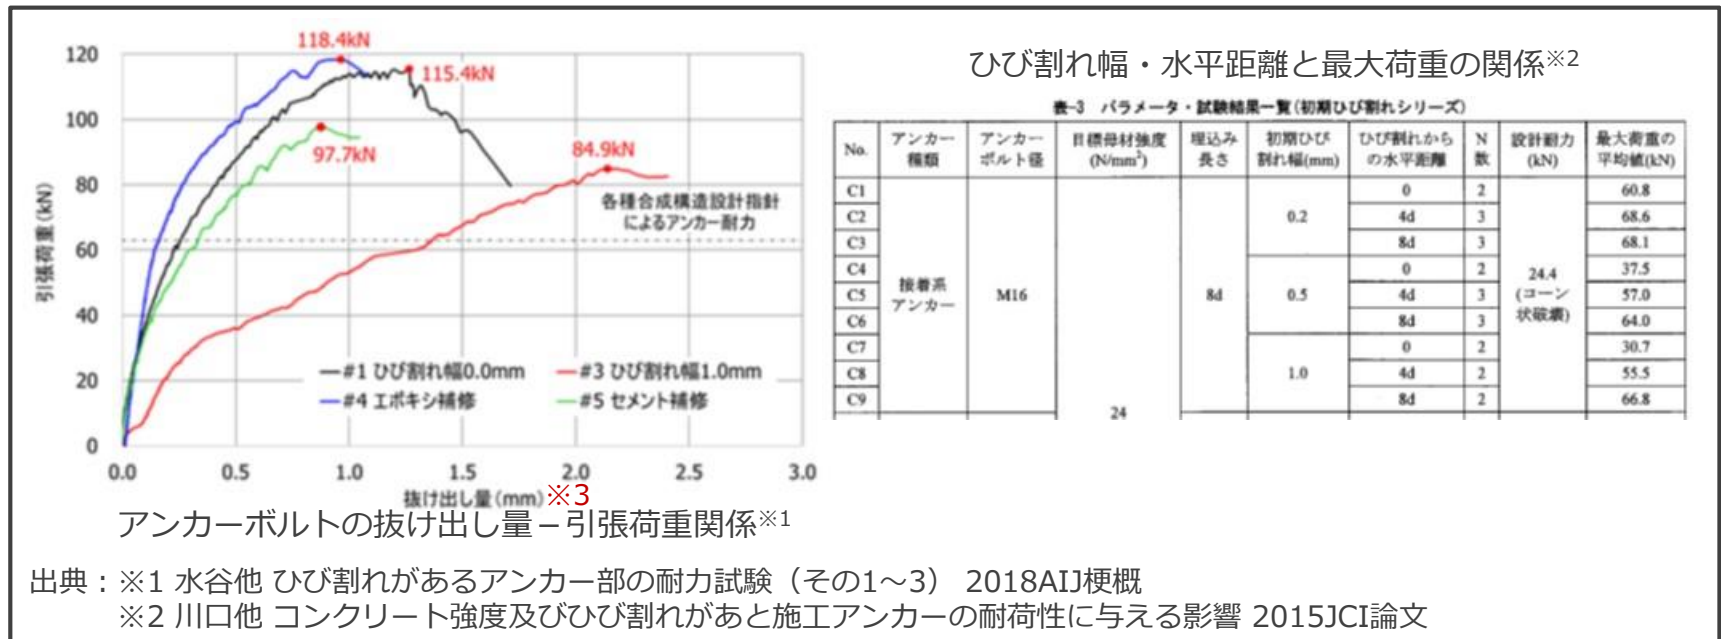 118.4kN
115.4kN
97.7kN
84.9kN
各種合成構造設計指針
によるアンカー耐力
引張荷重(kN)
120
100
80
60
40
20
0
#1 ひび割れ幅0.0mm
#3 ひび割れ幅1.0mm
#4 エポキシ補修
#5 セメント補修
0.0 0.5 1.0 1.5 2.0 2.5 3.0
抜け出し量(mm)※3
アンカーボルトの抜け出し量－引張荷重関係※1
ひび割れ幅・水平距離と最大荷重の関係※2
表-3 パラメータ・試験結果一覧(初期ひび割れシリーズ)
No. アンカー種類 アンカーボルト径 目標母材強度(N/mm²) 埋込み長さ 初期ひび割れ幅(mm) ひび割れからの水平距離 N数 設計耐力(kN) 最大荷重の平均値(kN)
C1 0 2 60.8
C2 0.2 4d 3 68.6
C3 8d 3 68.1
C4 0 2 37.5
C5 接着系アンカー M16 8d 0.5 4d 3 24.4(コーン状破壊) 57.0
C6 8d 3 64.0
C7 0 2 30.7
C8 1.0 4d 2 55.5
C9 24 8d 2 66.8
出典：※1 水谷他 ひび割れがあるアンカー部の耐力試験（その1～3） 2018AIJ梗概
※2 川口他 コンクリート強度及びひび割れがあと施工アンカーの耐荷性に与える影響 2015JCI論文